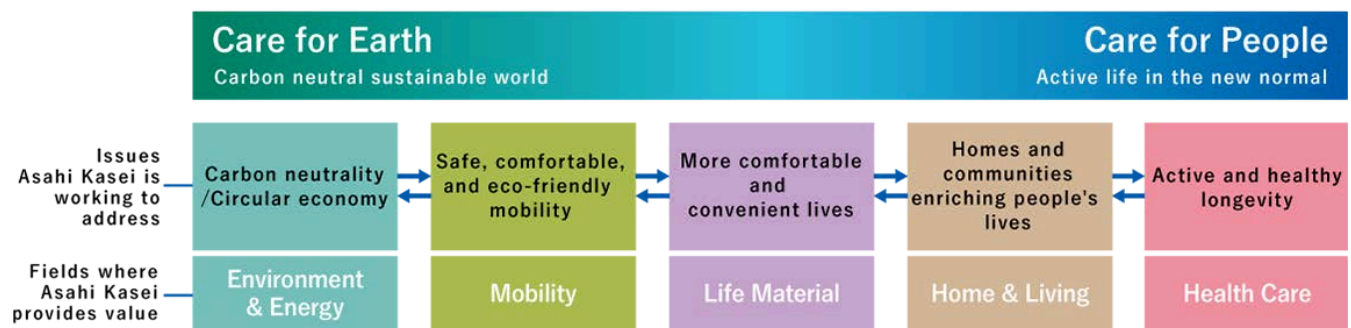 Care for Earth
Carbon neutral sustainable world
Care for People
Active life in the new normal
Issues
Asahi Kasei is
working to
address
Carbon neutrality
/Circular economy
Safe, comfortable,
and eco-friendly
mobility
More comfortable
and
convenient lives
Homes and
communities
enriching people's
lives
Active and healthy
longevity
Fields where
Asahi Kasei
provides value
Environment
& Energy
Mobility
Life Material
Home & Living
Health Care